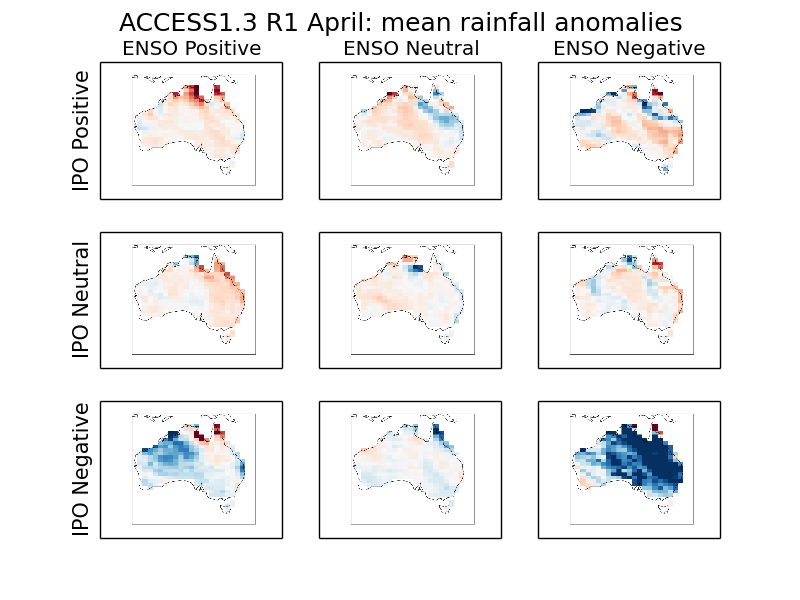 ACCESS1.3 R1 April: mean rainfall anomalies
ENSO Positive ENSO Neutral ENSO Negative
IPO Positive
IPO Neutral
IPO Negative